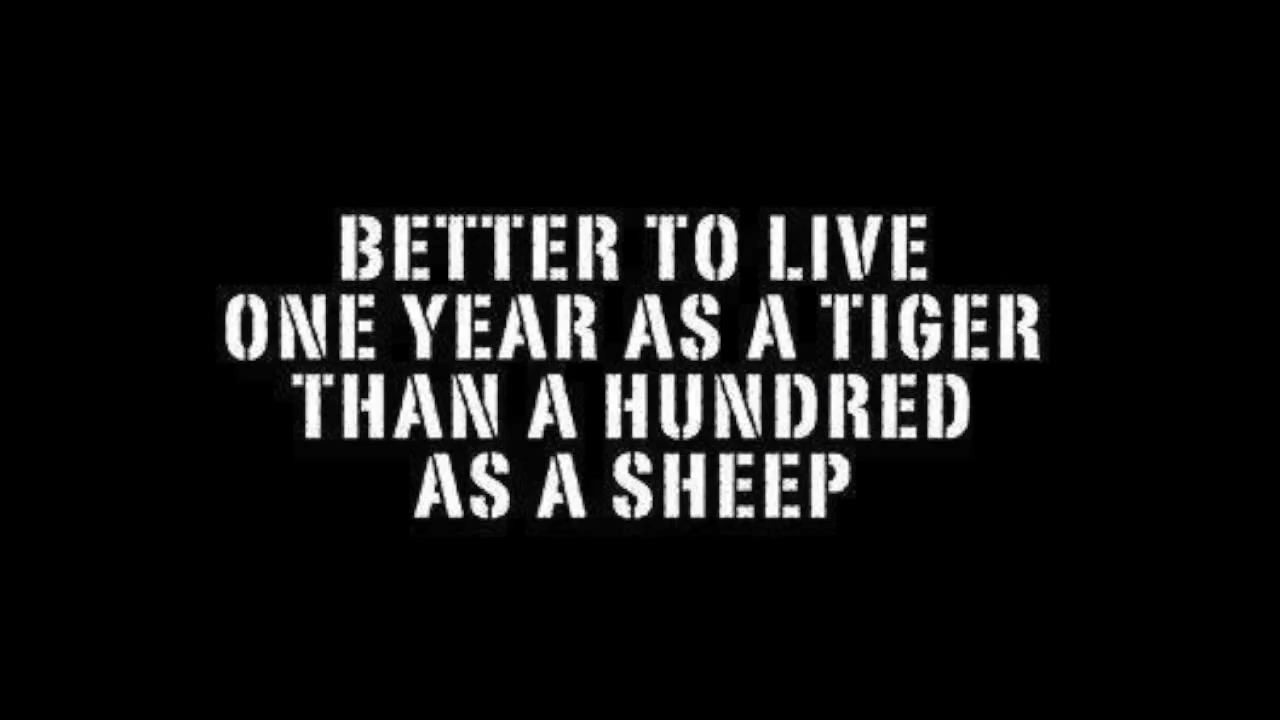 BETTER TO LIVE
ONE YEAR AS A TIGER
THAN A HUNDRED
AS A SHEEP